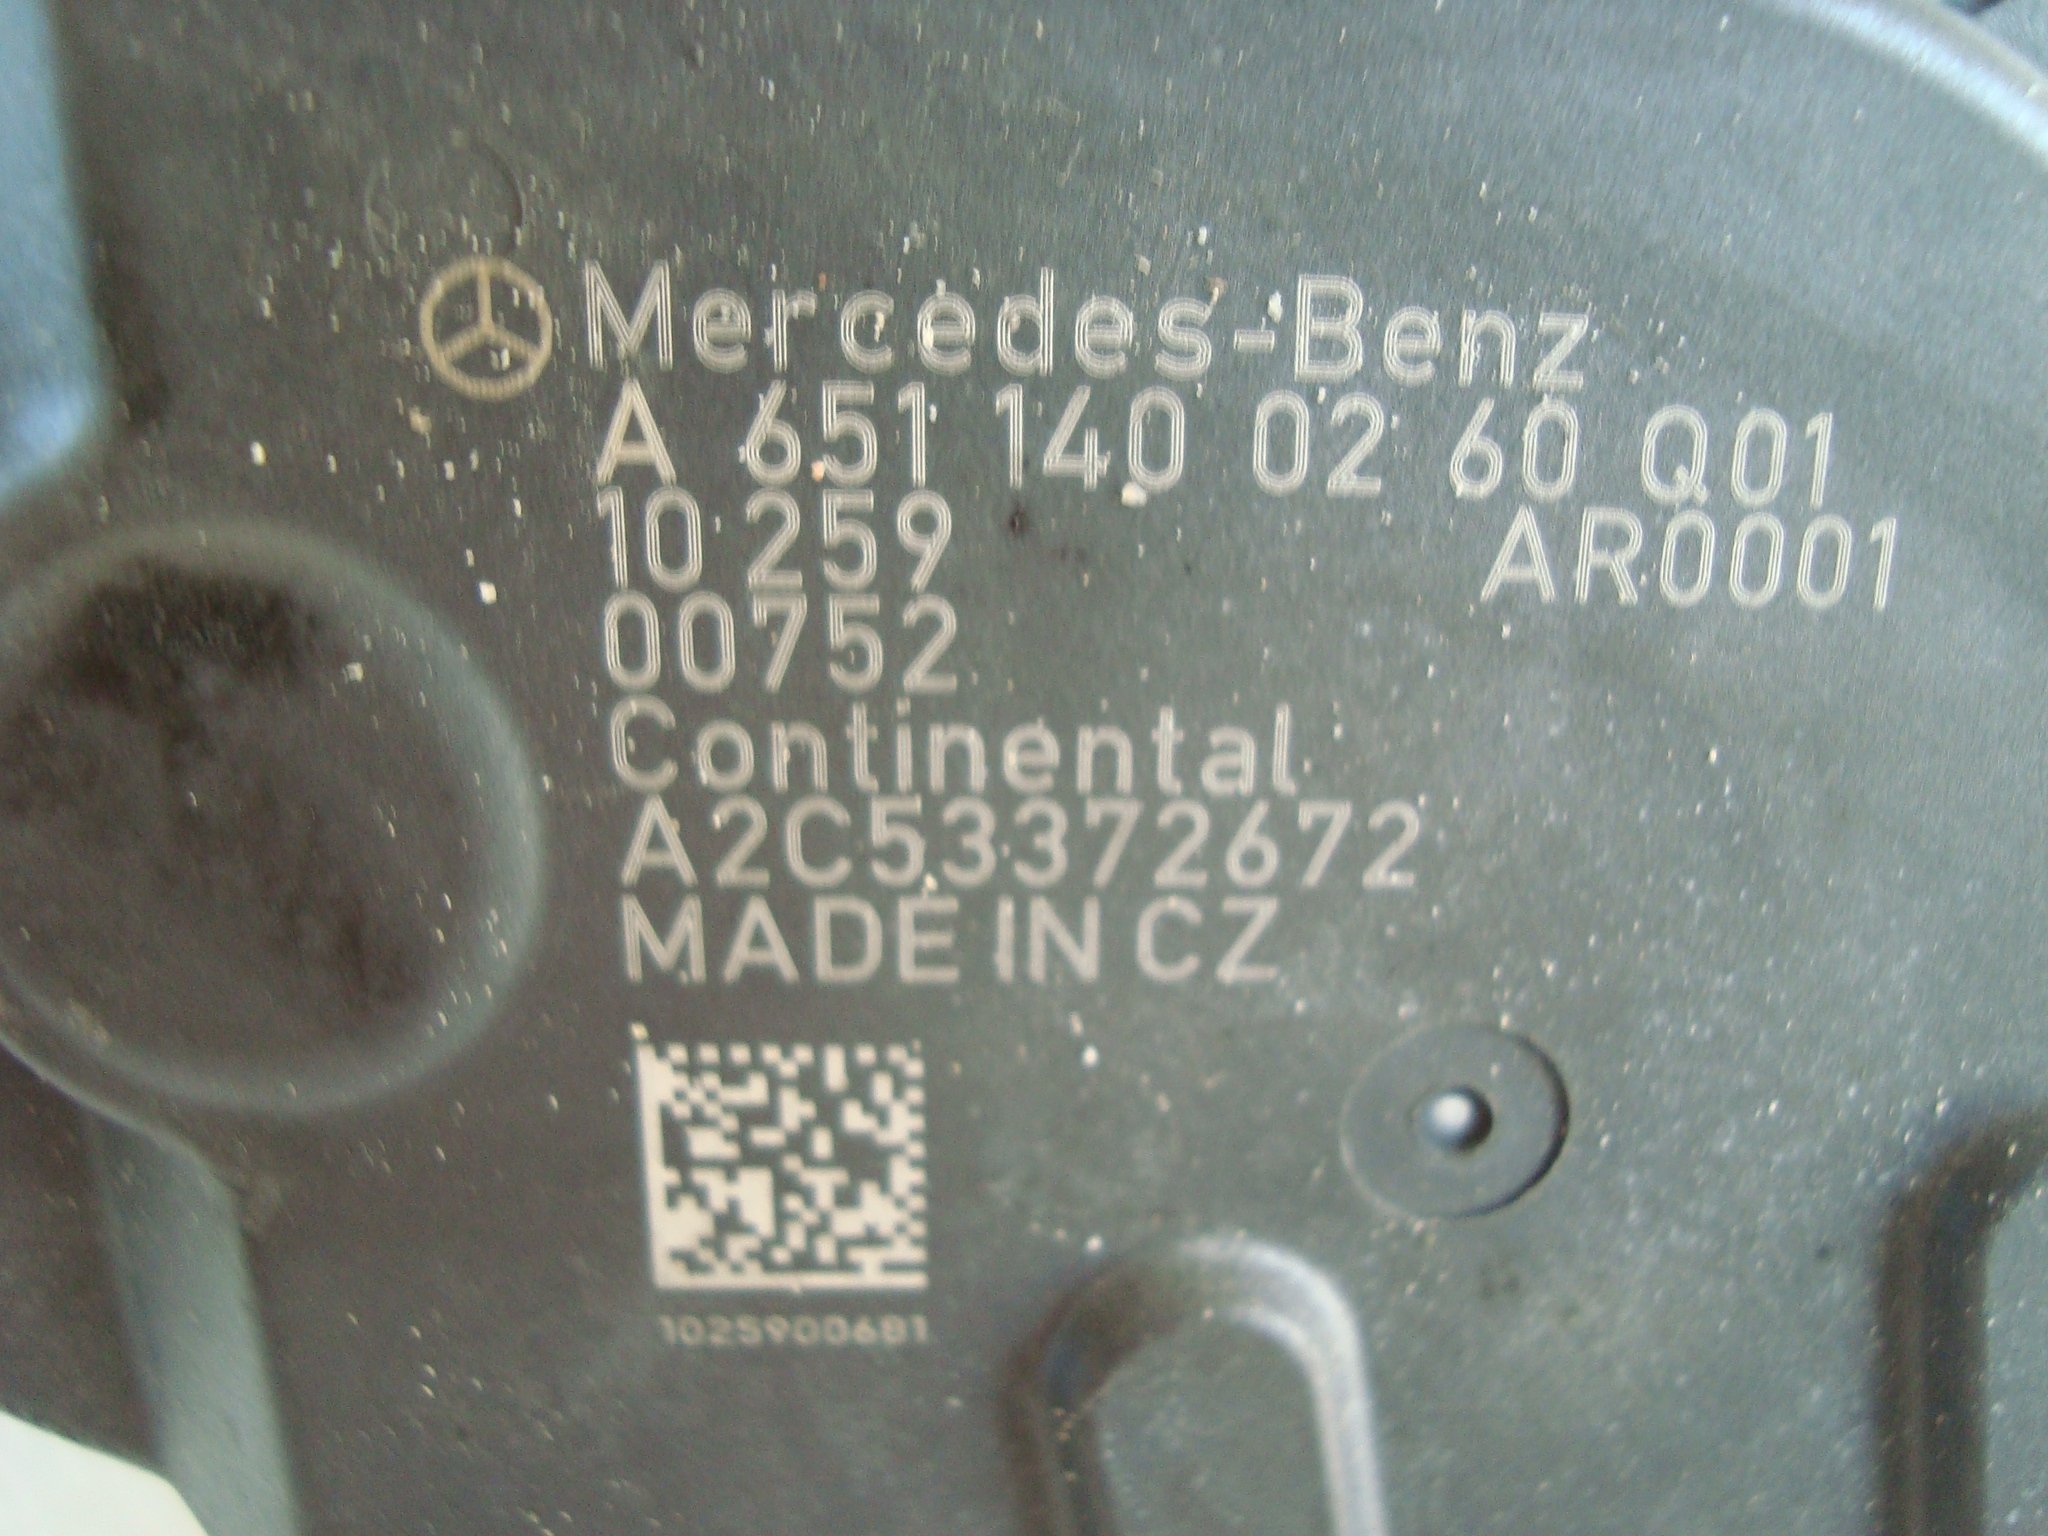 Mercedes-Benz
A 651 140 02 60 Q01
10 259 AR0001
00752
Continental
A2C53372672
MADE IN CZ
1025900681